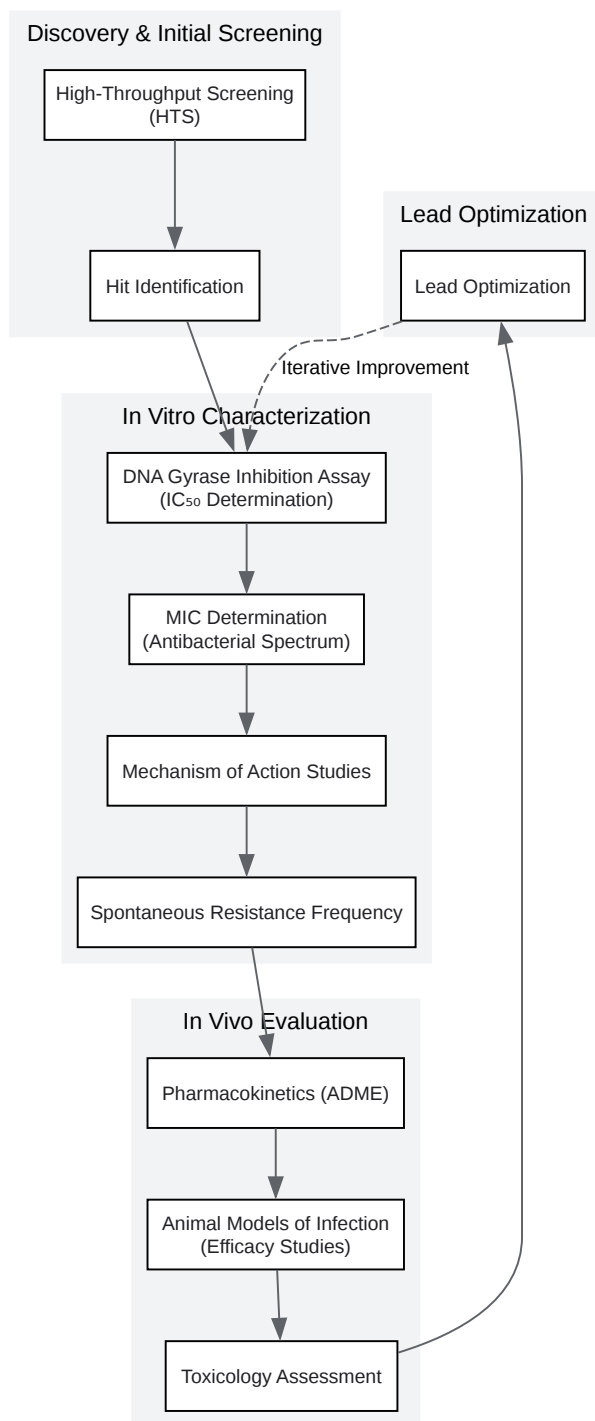 Discovery & Initial Screening
High-Throughput Screening
(HTS)
Hit Identification
Lead Optimization
Lead Optimization
Iterative Improvement
In Vitro Characterization
DNA Gyrase Inhibition Assay
(IC₅₀ Determination)
MIC Determination
(Antibacterial Spectrum)
Mechanism of Action Studies
Spontaneous Resistance Frequency
In Vivo Evaluation
Pharmacokinetics (ADME)
Animal Models of Infection
(Efficacy Studies)
Toxicology Assessment